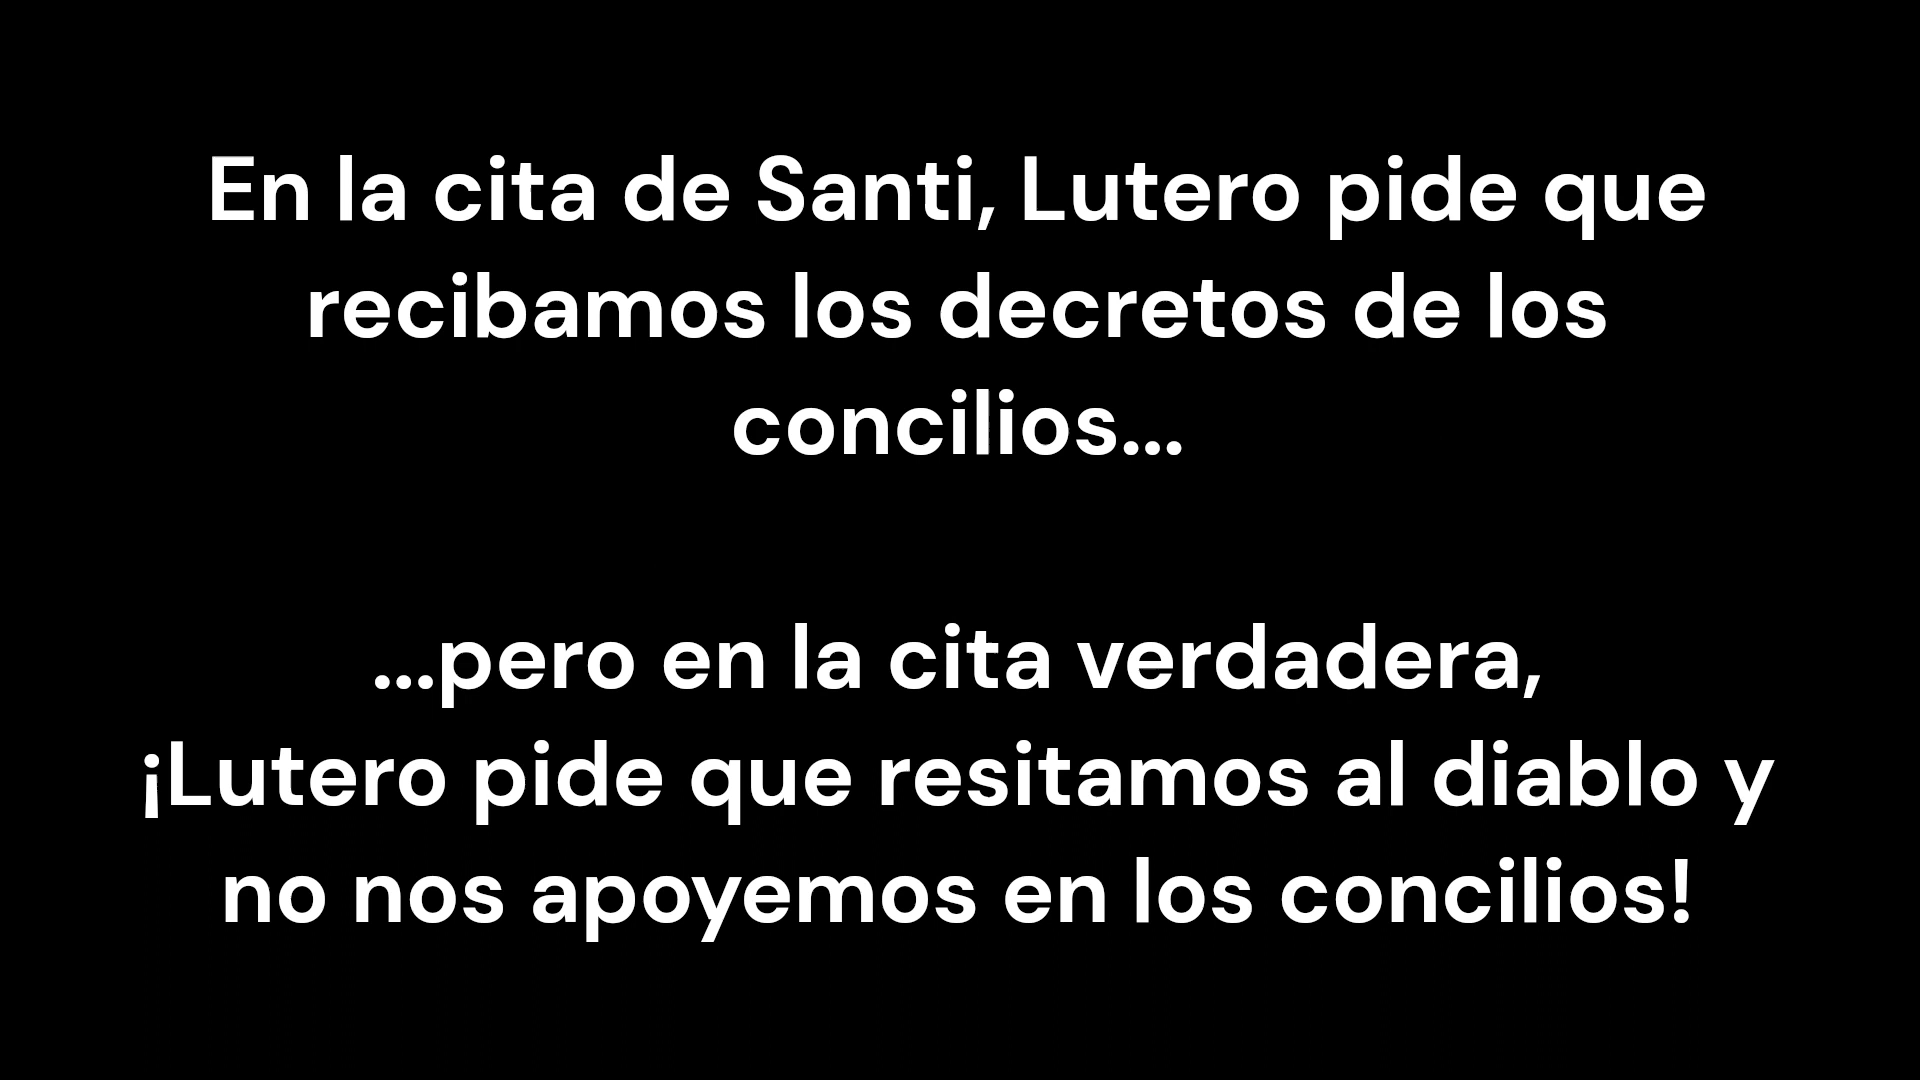 En la cita de Santi, Lutero pide que
recibamos los decretos de los
concilios...
...pero en la cita verdadera,
¡Lutero pide que resitamos al diablo y
no nos apoyemos en los concilios!